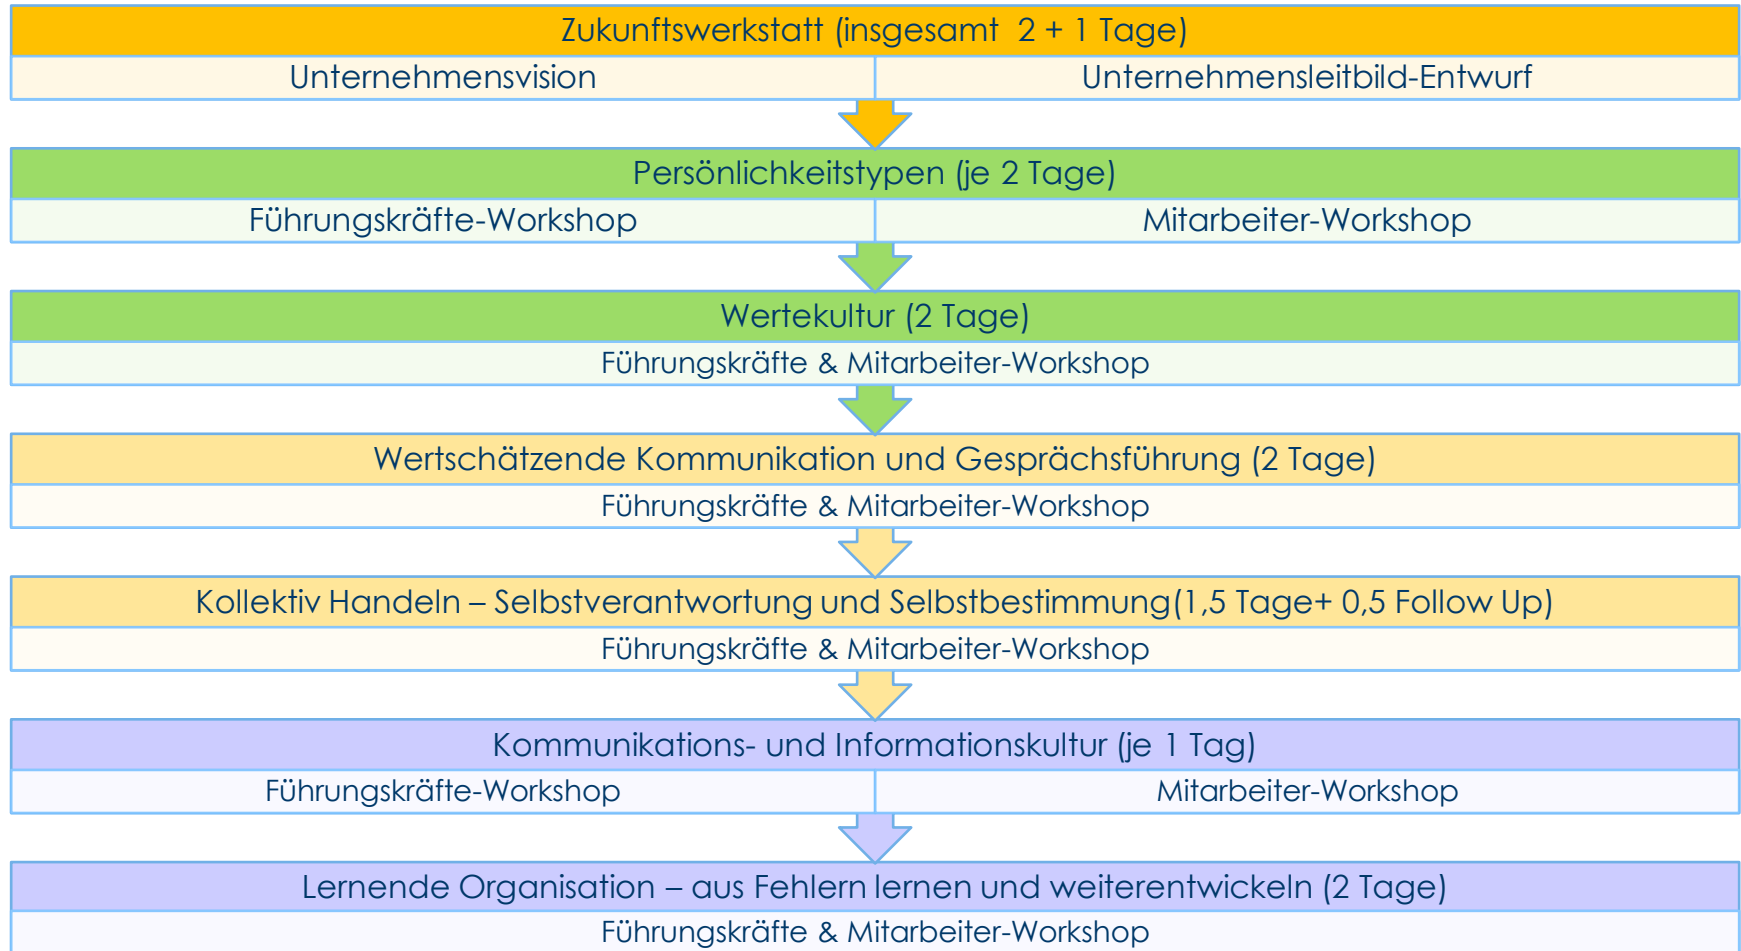 Zukunftswerkstatt (insgesamt  2 + 1 Tage)
Unternehmensvision
Unternehmensleitbild-Entwurf
Persönlichkeitstypen (je 2 Tage)
Führungskräfte-Workshop
Mitarbeiter-Workshop
Wertekultur (2 Tage)
Führungskräfte & Mitarbeiter-Workshop
Wertschätzende Kommunikation und Gesprächsführung (2 Tage)
Führungskräfte & Mitarbeiter-Workshop
Kollektiv Handeln – Selbstverantwortung und Selbstbestimmung(1,5 Tage+ 0,5 Follow Up)
Führungskräfte & Mitarbeiter-Workshop
Kommunikations- und Informationskultur (je 1 Tag)
Führungskräfte-Workshop
Mitarbeiter-Workshop
Lernende Organisation – aus Fehlern lernen und weiterentwickeln (2 Tage)
Führungskräfte & Mitarbeiter-Workshop